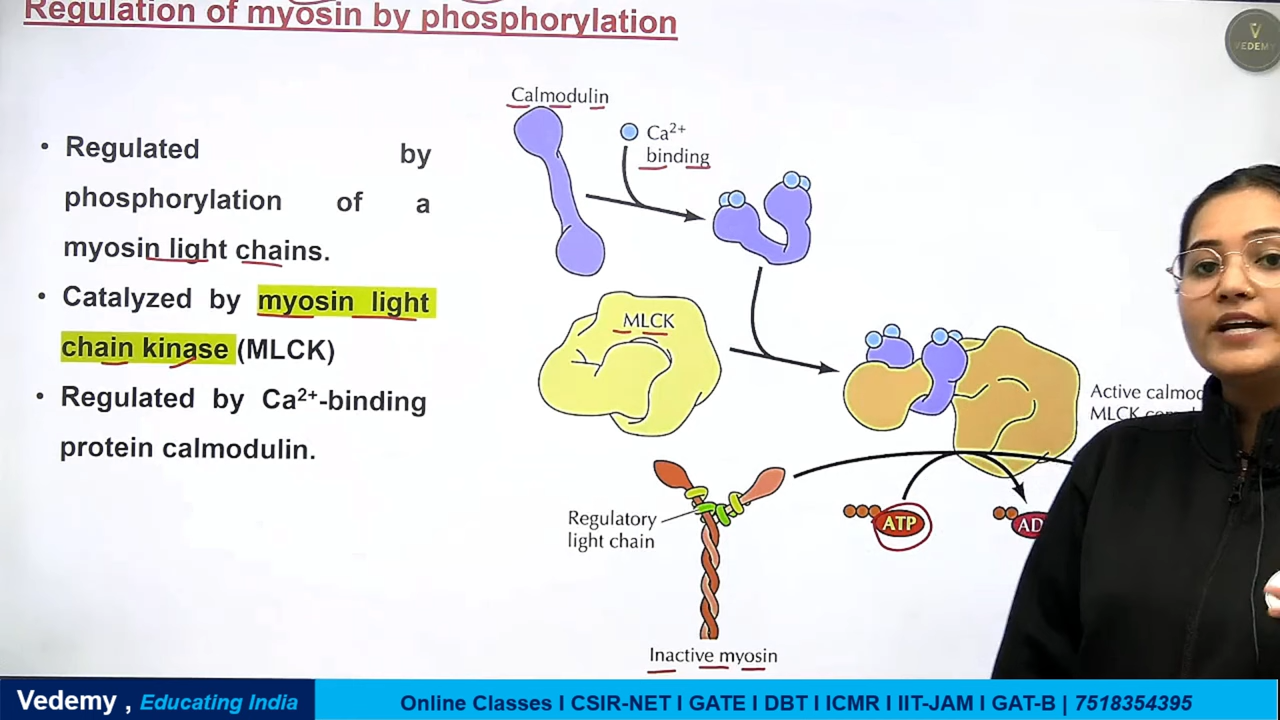 Regulation of myosin by phosphorylation
VEDEMY
• Regulated by
phosphorylation of a
myosin light chains.
• Catalyzed by myosin light
chain kinase (MLCK)
• Regulated by Ca²⁺-binding
protein calmodulin.
Calmodulin
Ca²⁺
binding
MLCK
Active calmod
MLCK
Regulatory
light chain
ATP
AD
Inactive myosin
Vedemy , Educating India
Online Classes I CSIR-NET I GATE I DBT I ICMR I IIT-JAM I GAT-B | 7518354395